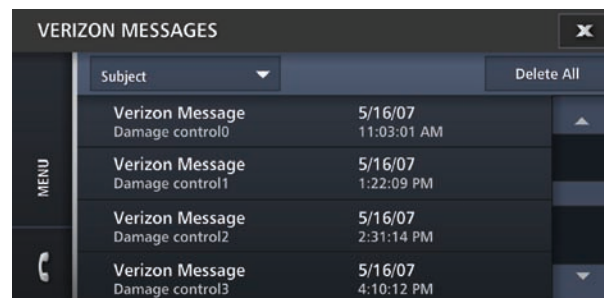 VERIZON MESSAGES
Subject
Delete All
Verizon Message
5/16/07
Damage control0
11:03:01 AM
Verizon Message
5/16/07
Damage control1
1:22:09 PM
Verizon Message
5/16/07
Damage control2
2:31:14 PM
Verizon Message
5/16/07
Damage control3
4:10:12 PM
MENU